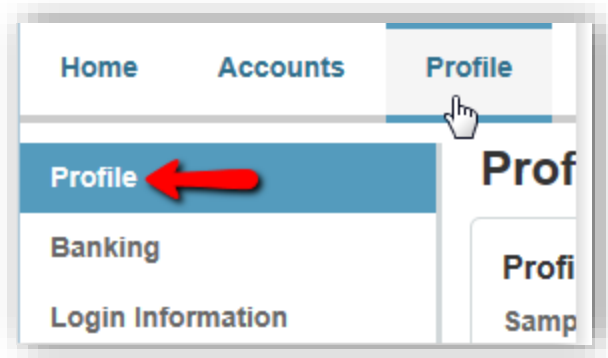 Home Accounts Profile
Profile
Prof
Banking
Profi
Login Information
Samp